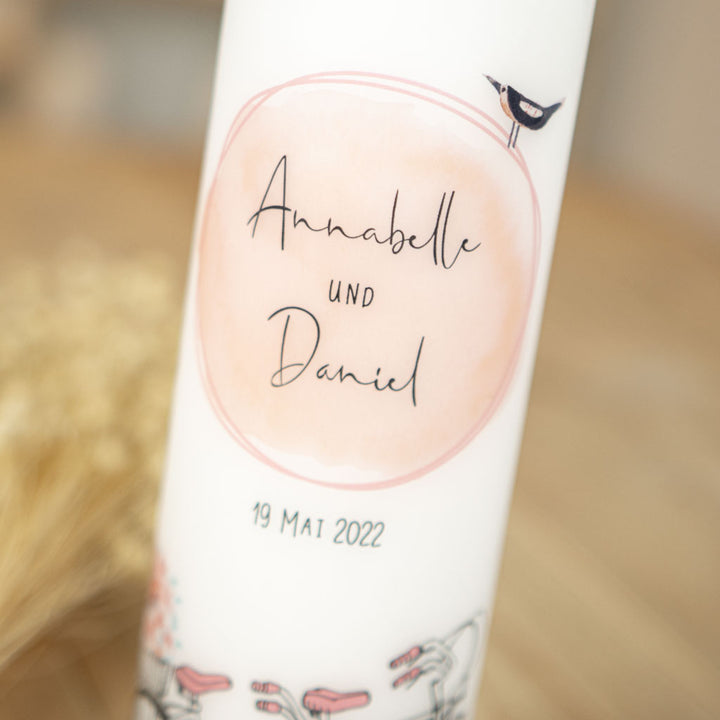 Annabelle
UND
Daniel
19 MAI 2022